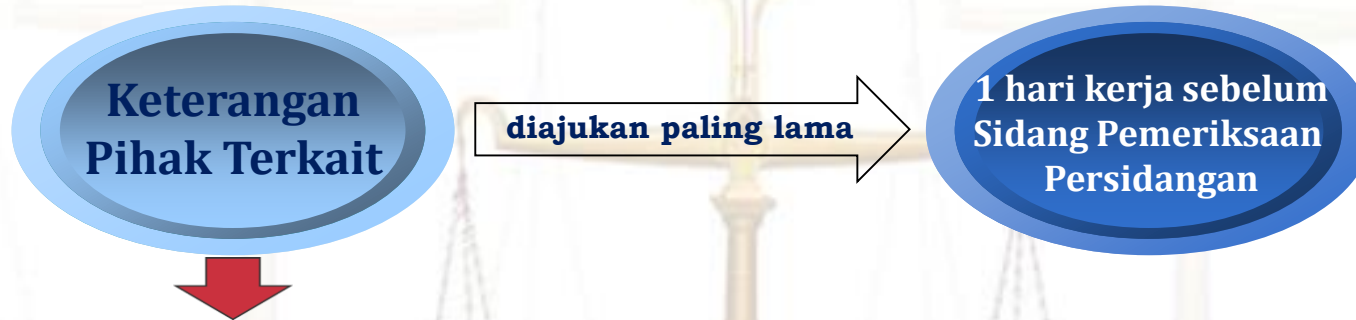 Keterangan
Pihak Terkait
diajukan paling lama
1 hari kerja sebelum
Sidang Pemeriksaan
Persidangan